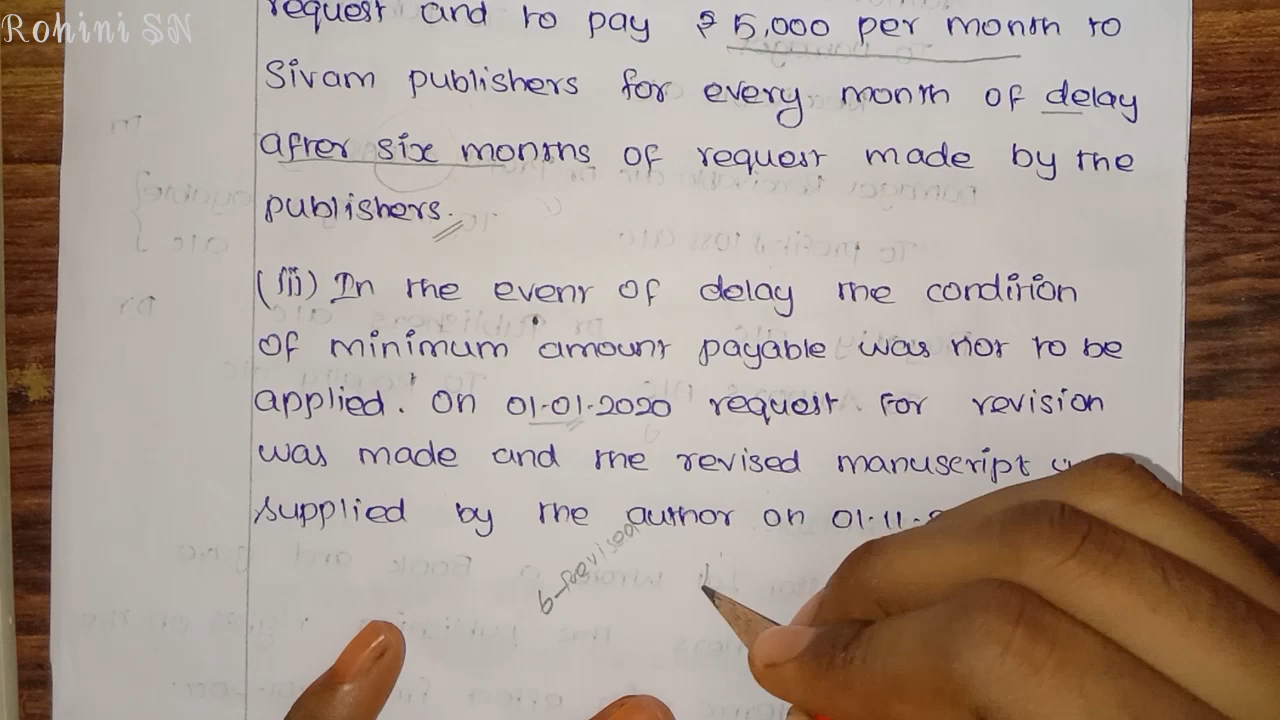 Rohini SN
request and to pay ₹ 5,000 per month to
Sivam publishers for every month of delay
after six months of request made by the
publishers.
(iii) In the event of delay the condition
of minimum amount payable was not to be
applied. On 01.01.2020 request for revision
was made and the revised manuscript
supplied by the author on 01.11.
6-revised